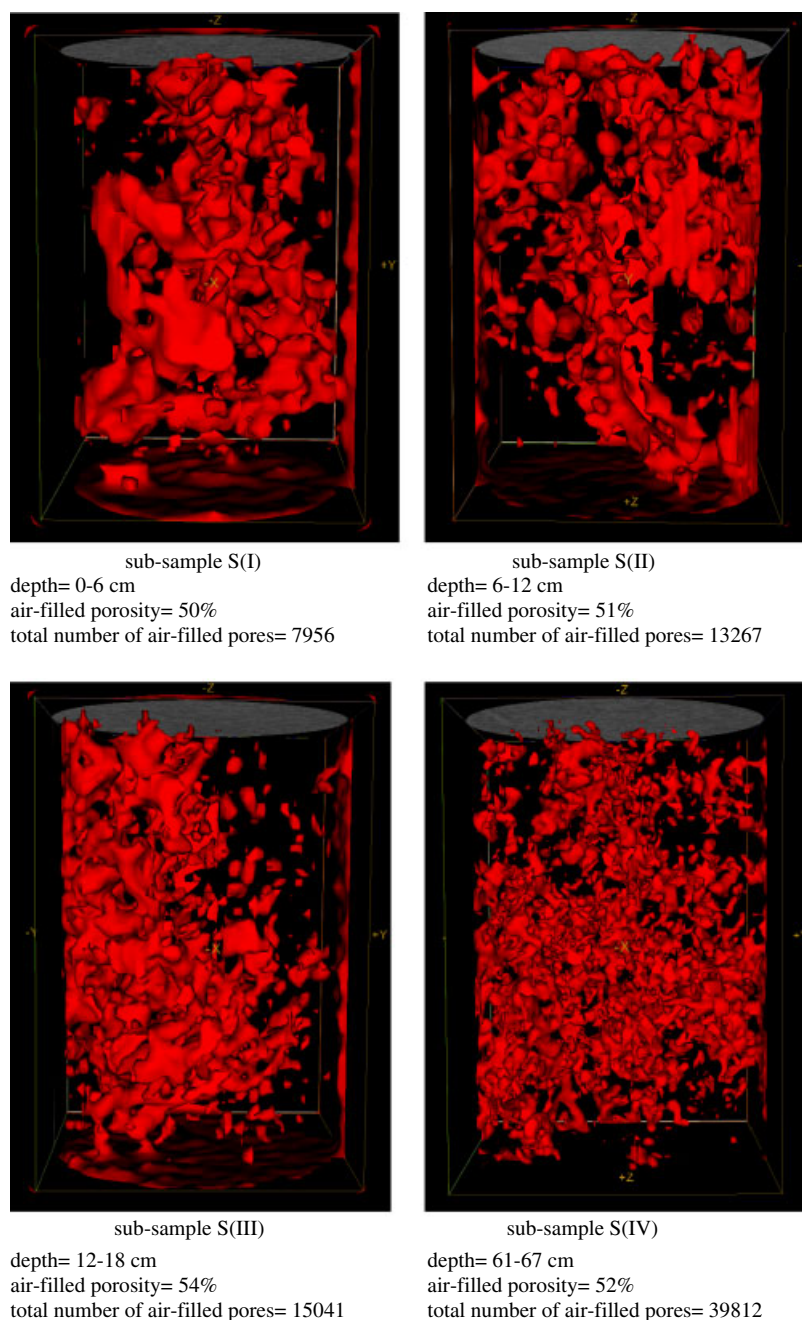 -Z
+Y
-X
sub-sample S(I)
depth= 0-6 cm
air-filled porosity= 50%
total number of air-filled pores= 7956
-Z
-Y
+Z
sub-sample S(II)
depth= 6-12 cm
air-filled porosity= 51%
total number of air-filled pores= 13267
-Z
-Y
-X
+Y
sub-sample S(III)
depth= 12-18 cm
air-filled porosity= 54%
total number of air-filled pores= 15041
-Z
-X
+Z
sub-sample S(IV)
depth= 61-67 cm
air-filled porosity= 52%
total number of air-filled pores= 39812